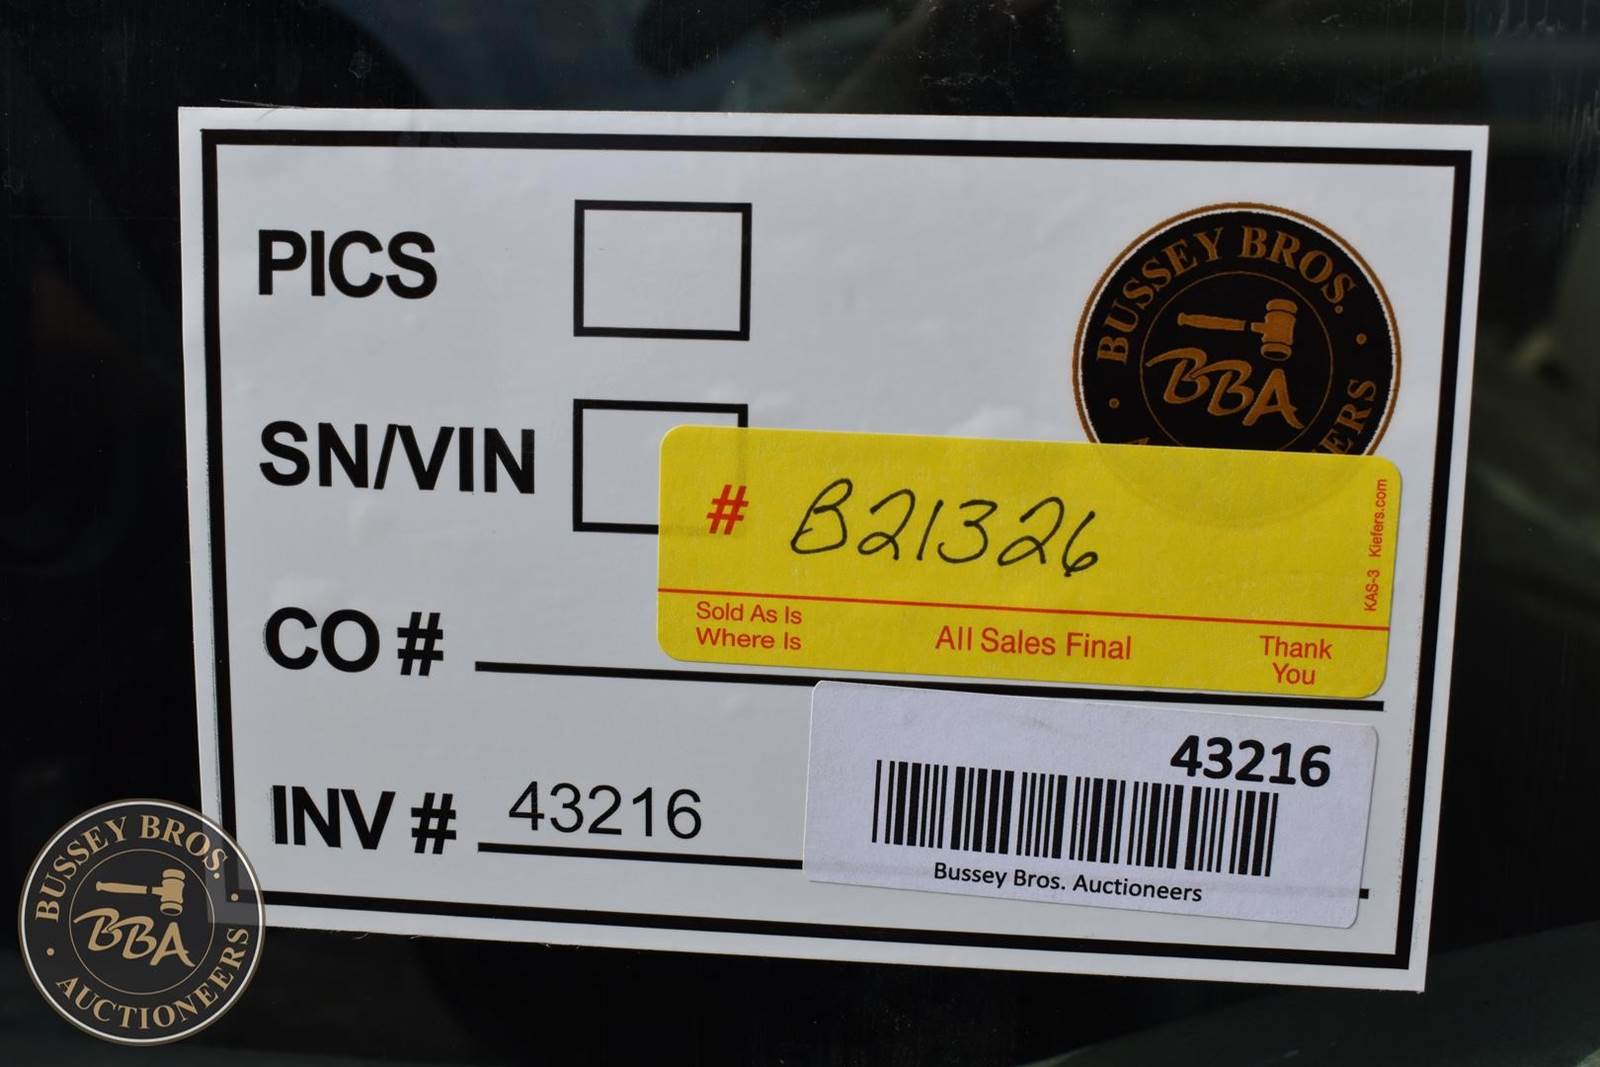 PICS
BUSSEY BROS.
BBA
ERS
SN/VIN
# B21326
KAS-3 Kiefers.com
Sold As Is
Where Is
All Sales Final
Thank
You
CO #
INV # 43216
43216
Bussey Bros. Auctioneers
BUSSEY BROS.
BBA
AUCTIONEERS